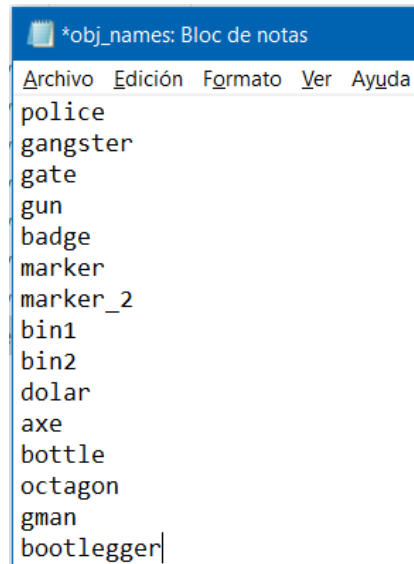 *obj_names: Bloc de notas
Archivo Edición Formato Ver Ayuda
police
gangster
gate
gun
badge
marker
marker_2
bin1
bin2
dolar
axe
bottle
octagon
gman
bootlegger